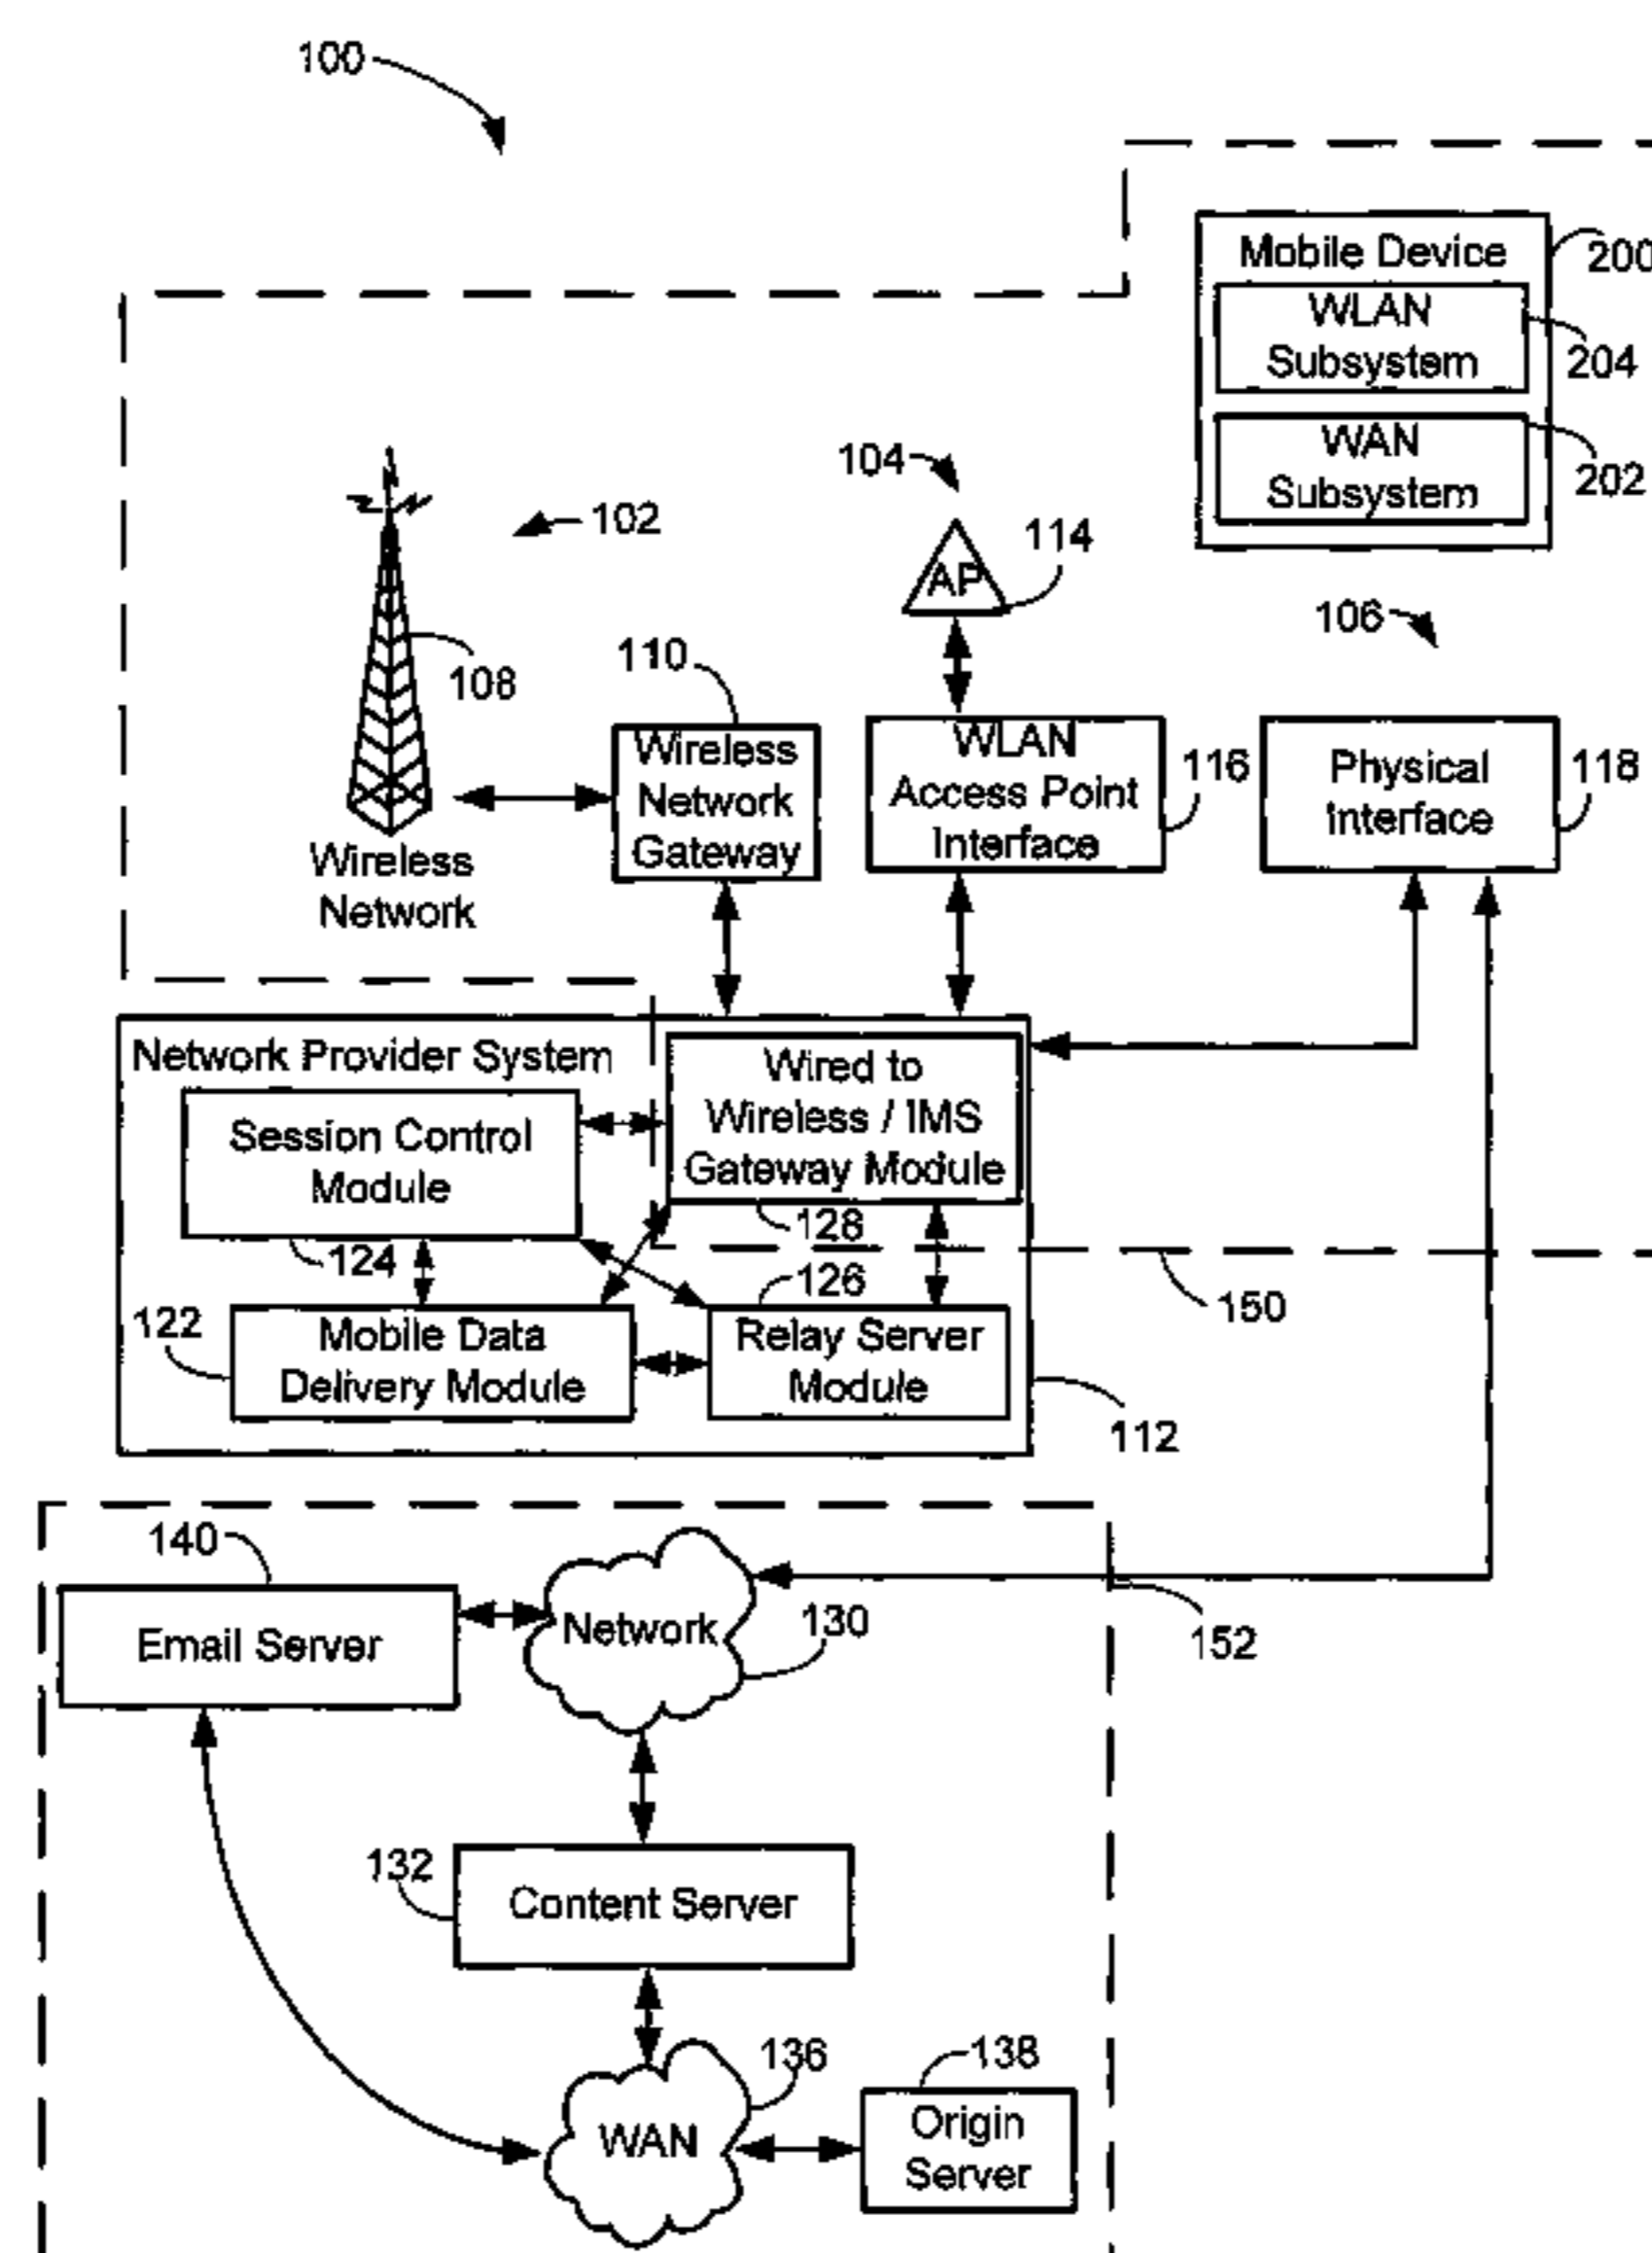 100
Mobile Device
200
WLAN
Subsystem
204
WAN
Subsystem
202
104
102
AP
114
106
108
110
Wireless
Network
Gateway
WLAN
Access Point
Interface
116
Physical
Interface
118
Wireless
Network
Network Provider System
Session Control
Module
124
Wired to
Wireless / IMS
Gateway Module
128
126
150
122
Mobile Data
Delivery Module
Relay Server
Module
112
140
Email Server
Network
130
152
132
Content Server
136
WAN
138
Origin
Server